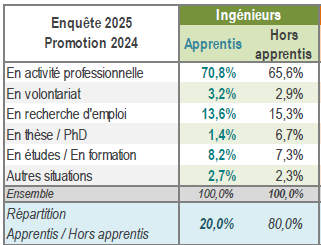 Enquête 2025
Promotion 2024
Ingénieurs
Apprentis
Hors
apprentis
En activité professionnelle 70,8% 65,6%
En volontariat 3,2% 2,9%
En recherche d'emploi 13,6% 15,3%
En thèse / PhD 1,4% 6,7%
En études / En formation 8,2% 7,3%
Autres situations 2,7% 2,3%
Ensemble 100,0% 100,0%
Répartition
Apprentis / Hors apprentis 20,0% 80,0%